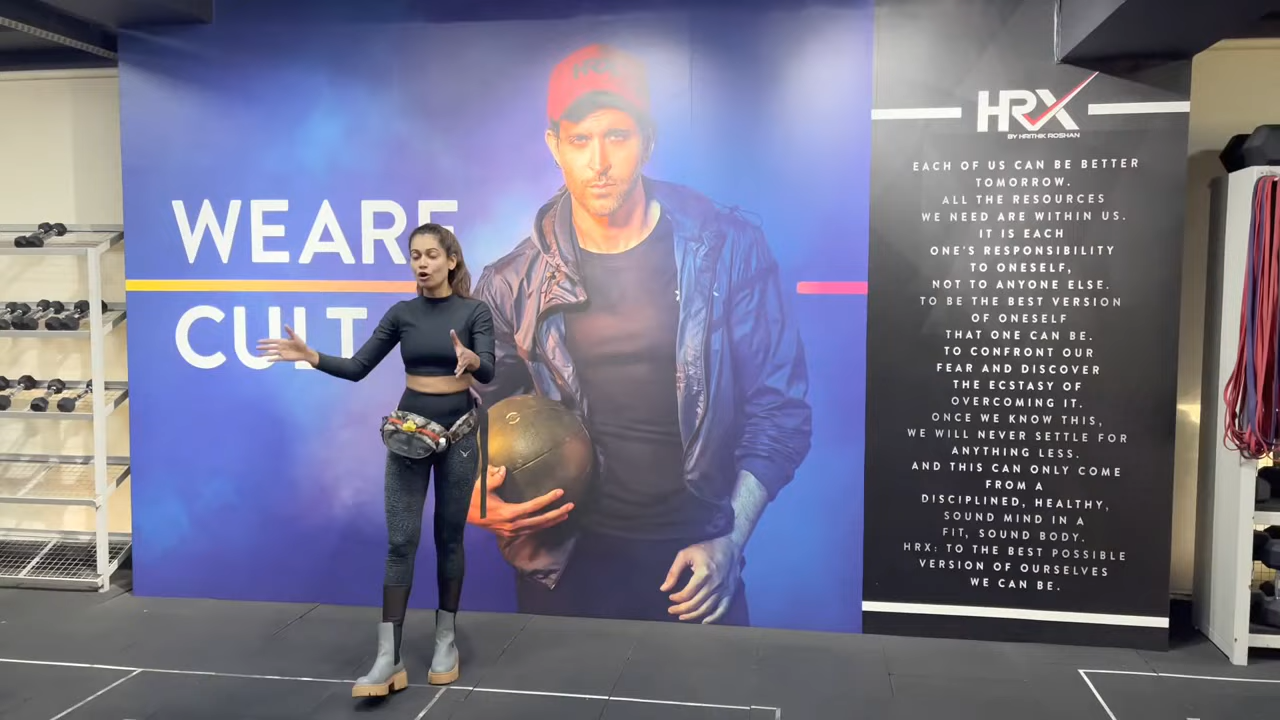 WE ARE
CULT
HRX
HRX
BY HRITHIK ROSHAN
EACH OF US CAN BE BETTER
TOMORROW.
ALL THE RESOURCES
WE NEED ARE WITHIN US.
IT IS EACH
ONE'S RESPONSIBILITY
TO ONESELF,
NOT TO ANYONE ELSE.
TO BE THE BEST VERSION
OF ONESELF
THAT ONE CAN BE.
TO CONFRONT OUR
FEAR AND DISCOVER
THE ECSTASY OF
OVERCOMING IT.
ONCE WE KNOW THIS,
WE WILL NEVER SETTLE FOR
ANYTHING LESS.
AND THIS CAN ONLY COME
FROM A
DISCIPLINED, HEALTHY,
SOUND MIND IN A
FIT, SOUND BODY.
HRX: TO THE BEST POSSIBLE
VERSION OF OURSELVES
WE CAN BE.